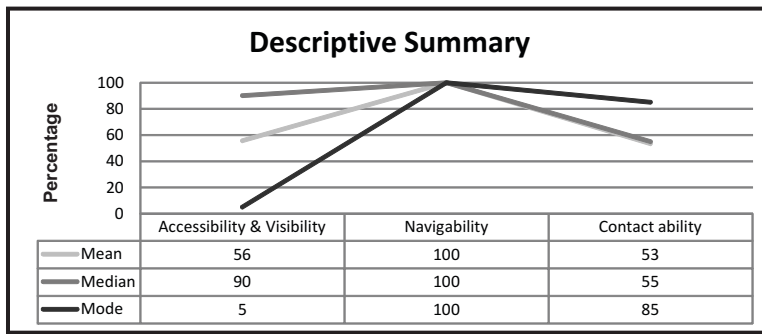 Descriptive Summary
Percentage
100
80
60
40
20
0
Accessibility & Visibility Navigability Contact ability
Mean 56 100 53
Median 90 100 55
Mode 5 100 85